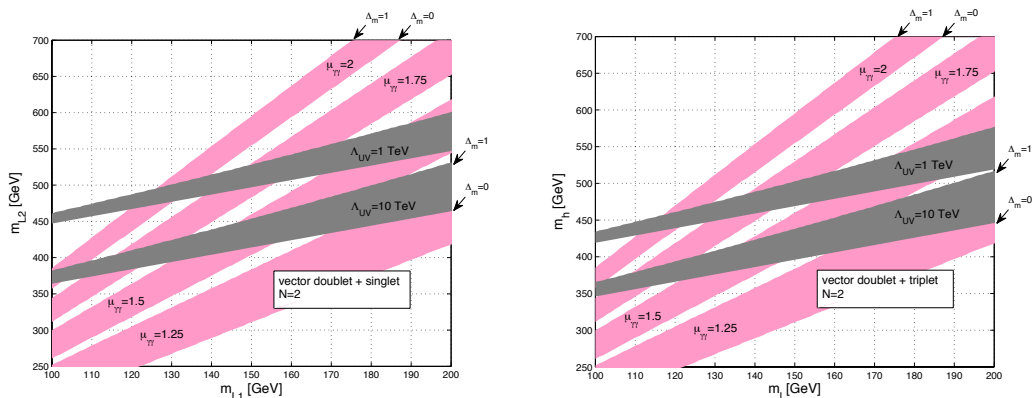 Δm=1
Δm=0
700
650
600
550
500
450
400
350
300
250
mL2 [GeV]
μγγ=2
μγγ=1.75
ΛUV=1 TeV
Δm=1
Δm=0
ΛUV=10 TeV
vector doublet + singlet
N=2
μγγ=1.5
μγγ=1.25
100 110 120 130 140 150 160 170 180 190 200
mL1 [GeV]
Δm=1
Δm=0
700
650
600
550
500
450
400
350
300
250
mh [GeV]
μγγ=2
μγγ=1.75
ΛUV=1 TeV
Δm=1
Δm=0
ΛUV=10 TeV
vector doublet + triplet
N=2
μγγ=1.5
μγγ=1.25
100 110 120 130 140 150 160 170 180 190 200
ml [GeV]